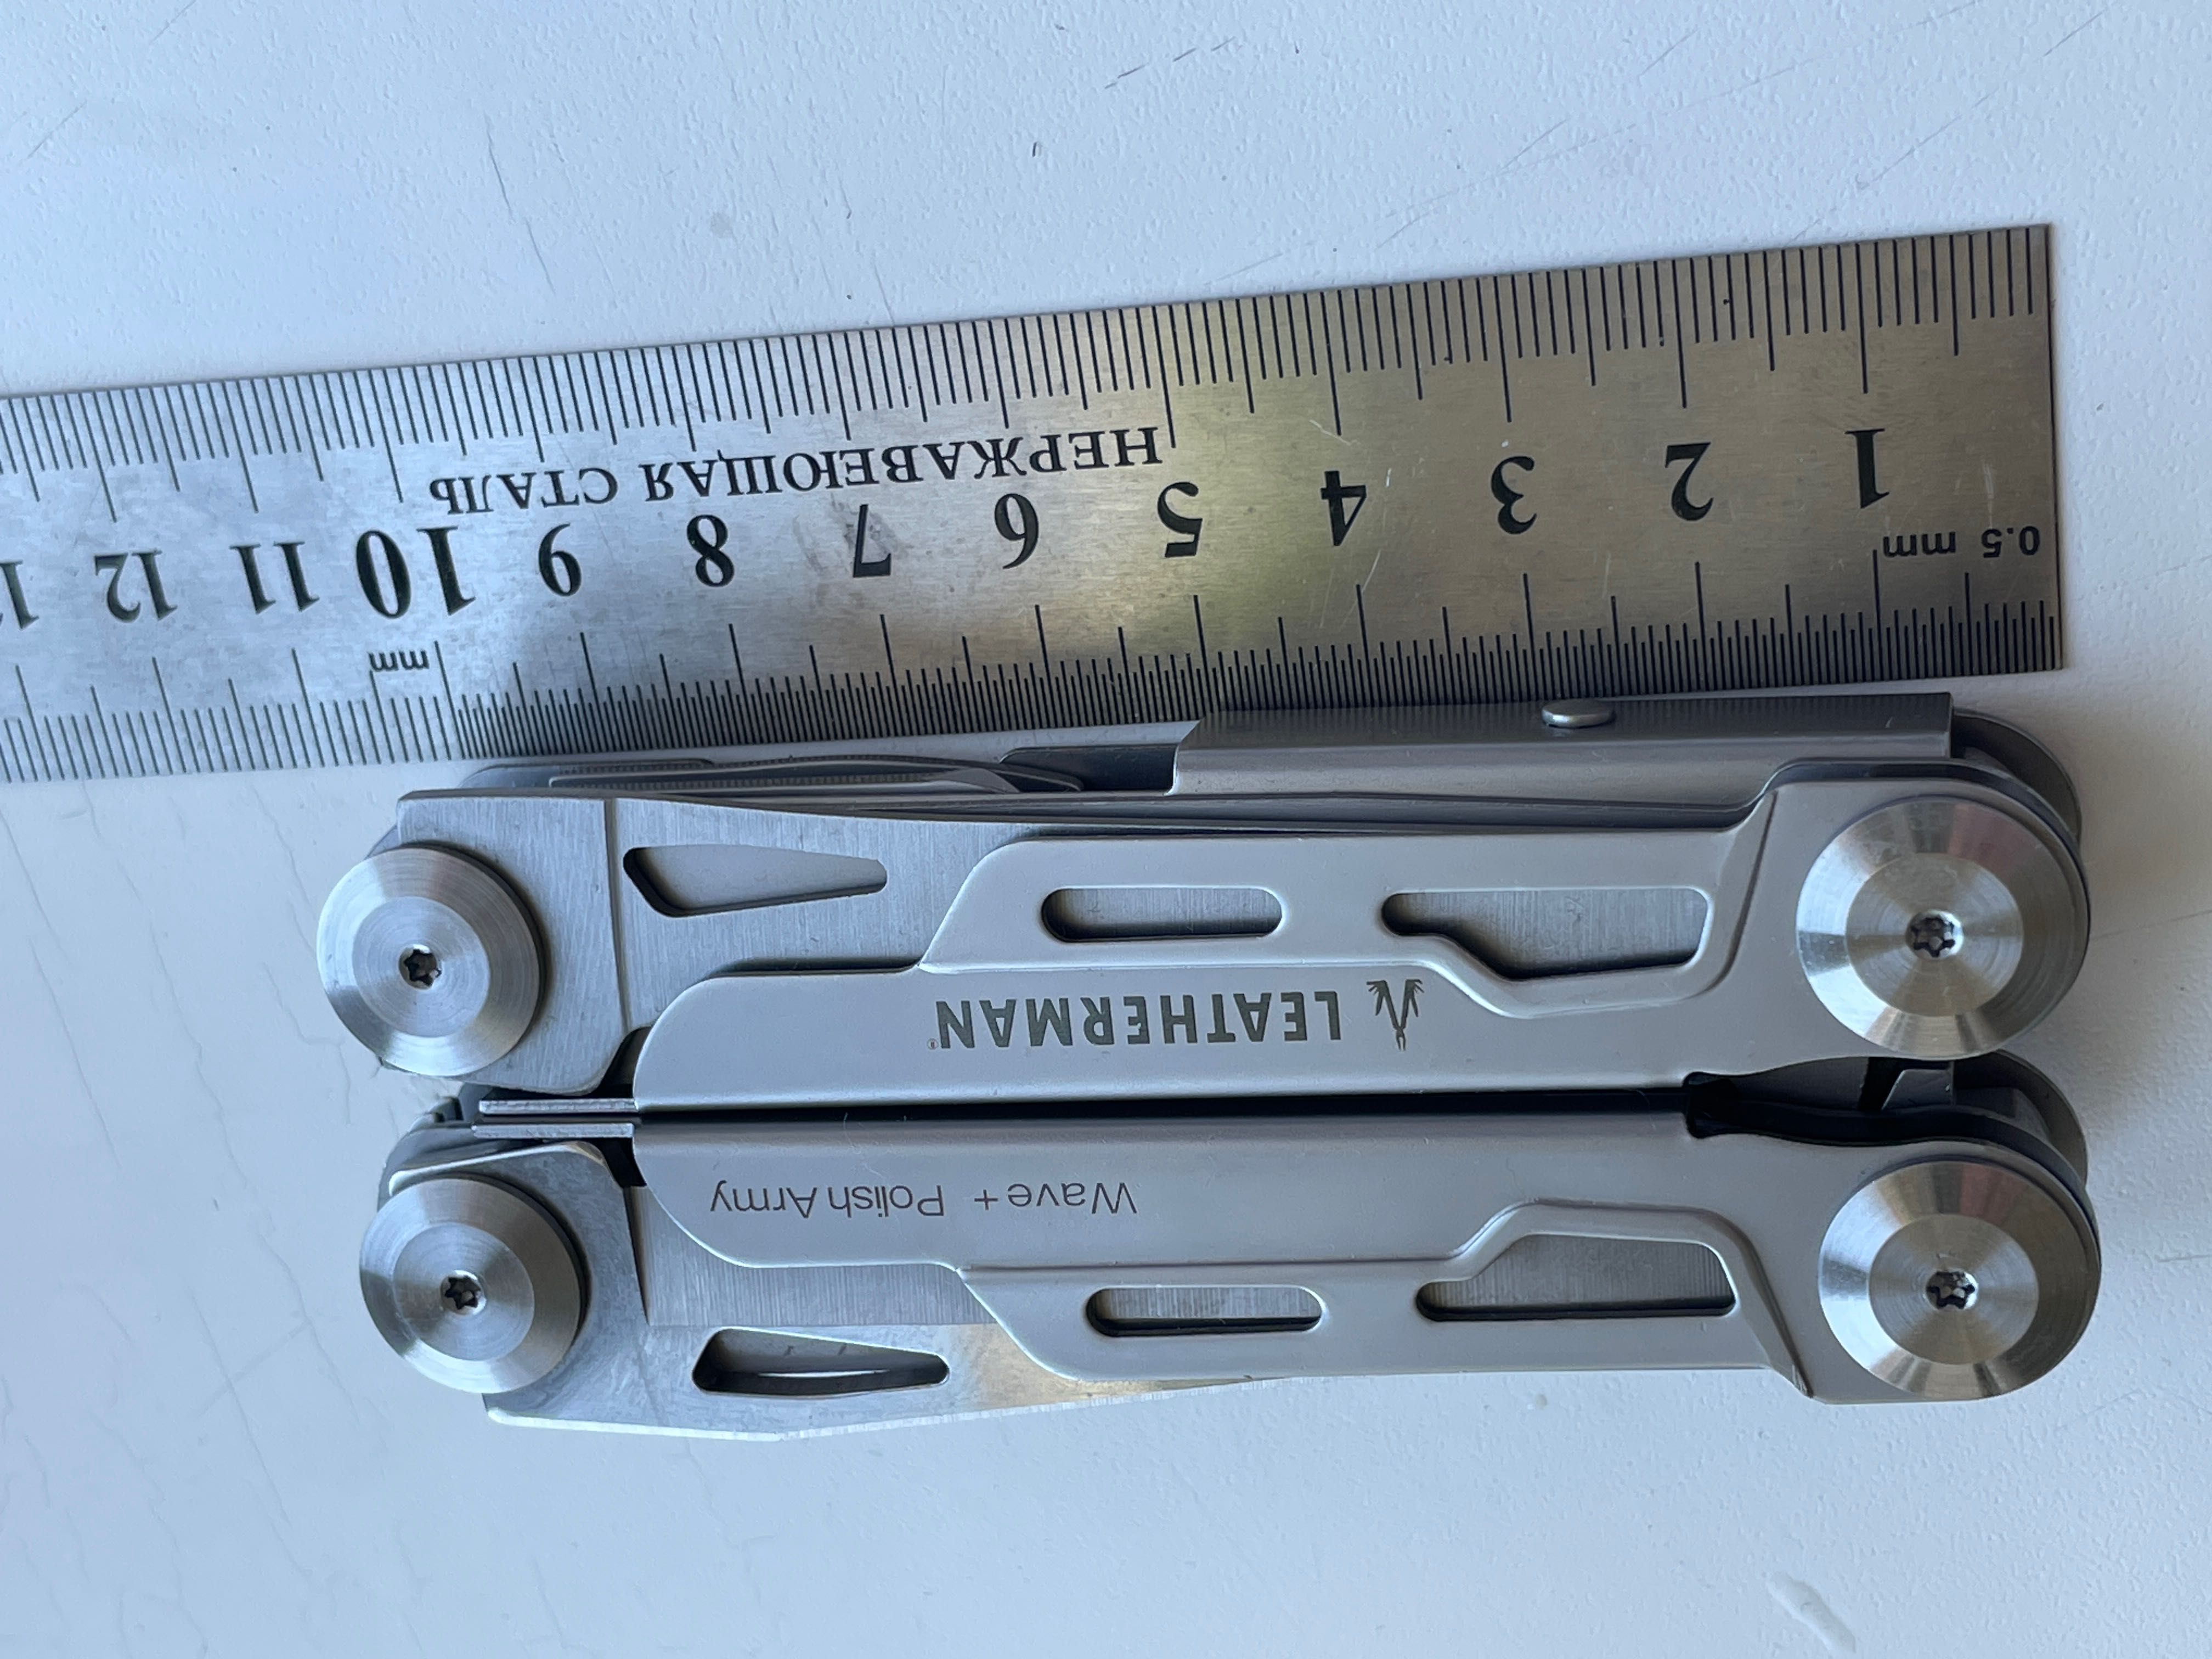 0.5 mm
1 2 3 4 5 6 7 8 9 10 11 12
НЕРЖАВЕЮЩАЯ СТАЛЬ
mm
Wave+ Polish Army
LEATHERMAN®